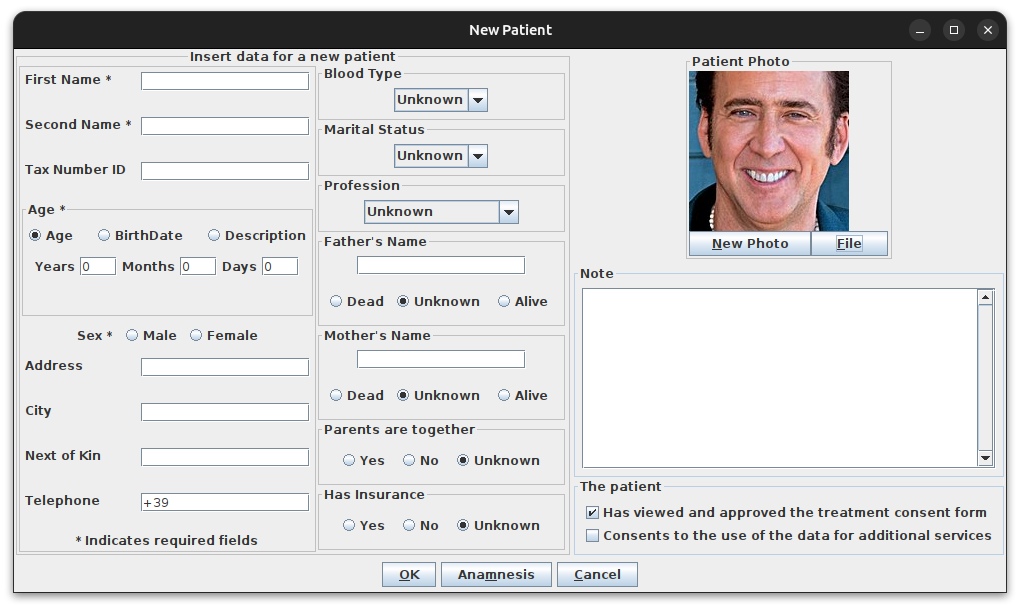 New Patient
Insert data for a new patient
First Name *
Second Name *
Tax Number ID
Age *
Age BirthDate Description
Years 0 Months 0 Days 0
Sex * Male Female
Address
City
Next of Kin
Telephone +39
* Indicates required fields
Blood Type
Unknown
Marital Status
Unknown
Profession
Unknown
Father's Name
Dead Unknown Alive
Mother's Name
Dead Unknown Alive
Parents are together
Yes No Unknown
Has Insurance
Yes No Unknown
Patient Photo
New Photo File
Note
The patient
Has viewed and approved the treatment consent form
Consents to the use of the data for additional services
OK Anamnesis Cancel